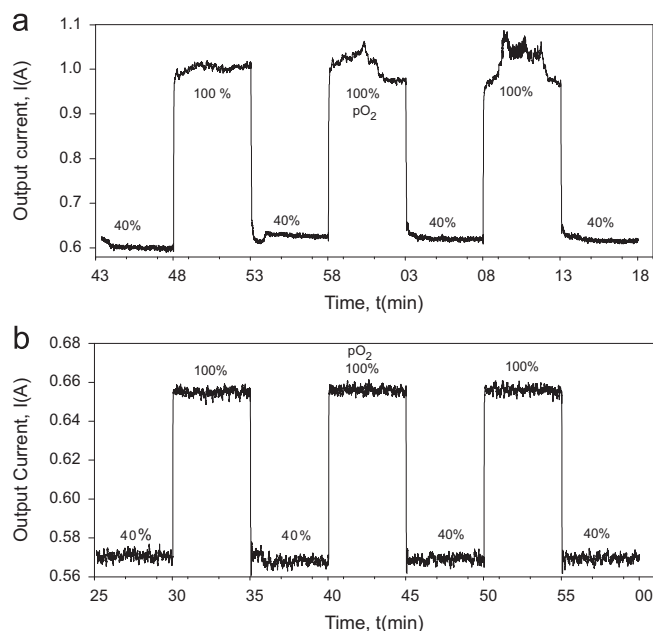 a
1.1
1.0
0.9
0.8
0.7
0.6
Output current, I(A)
40%
100 %
40%
100%
pO2
40%
100%
40%
43 48 53 58 03 08 13 18
Time, t(min)
b
0.68
0.66
0.64
0.62
0.60
0.58
0.56
Output Current, I(A)
40%
100%
40%
pO2
100%
40%
100%
40%
25 30 35 40 45 50 55 00
Time, t(min)